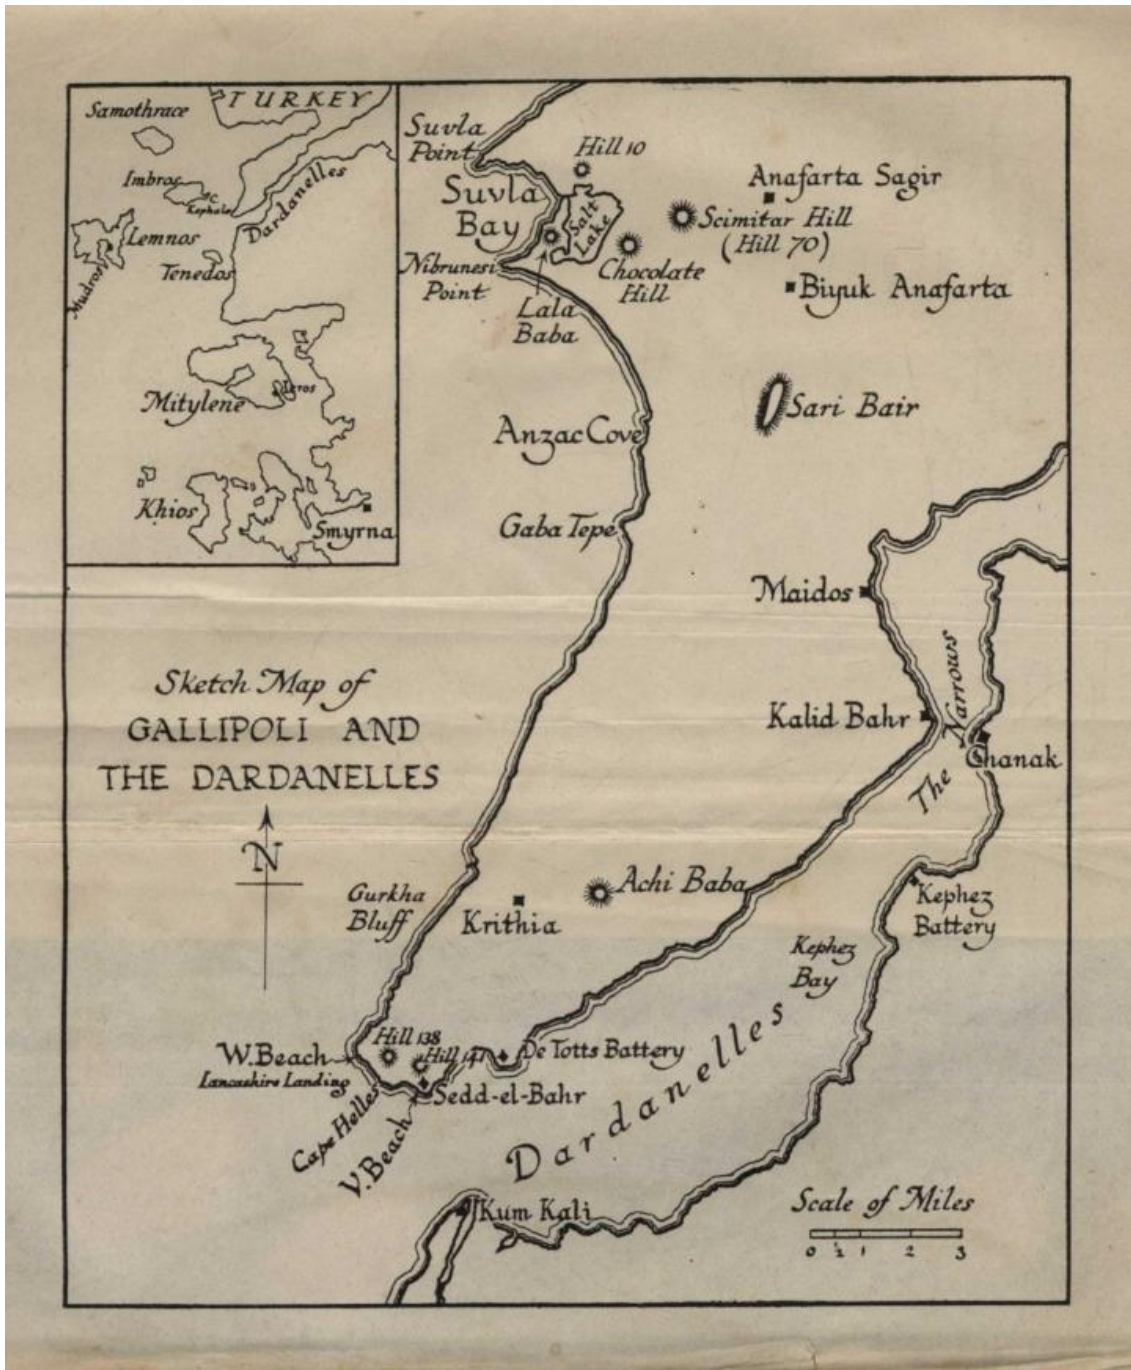 TURKEY
Samothrace
Imbros
C.
Kephalo
Dardanelles
Lemnos
Mudros
Tenedos
Mitylene
Khios
Smyrna
Suvla
Point
Hill 10
Anafarta Sagir
Suvla
Bay
Salt
Lake
Scimitar Hill
(Hill 70)
Nibrunesi
Point
Chocolate
Hill
Biyuk Anafarta
Lala
Baba
Sari Bair
Anzac Cove
Gaba Tepe
Maidos
Sketch Map of
GALLIPOLI AND
THE DARDANELLES
N
Kalid Bahr
The Narrows
Chanak
Achi Baba
Gurkha
Bluff
Krithia
Kephez
Battery
Kephez
Bay
Hill 138
Hill 141
W. Beach
Lancashire Landing
De Totts Battery
Sedd-el-Bahr
Cape Helles
V. Beach
Dardanelles
Kum Kali
Scale of Miles
0 ½ 1 2 3